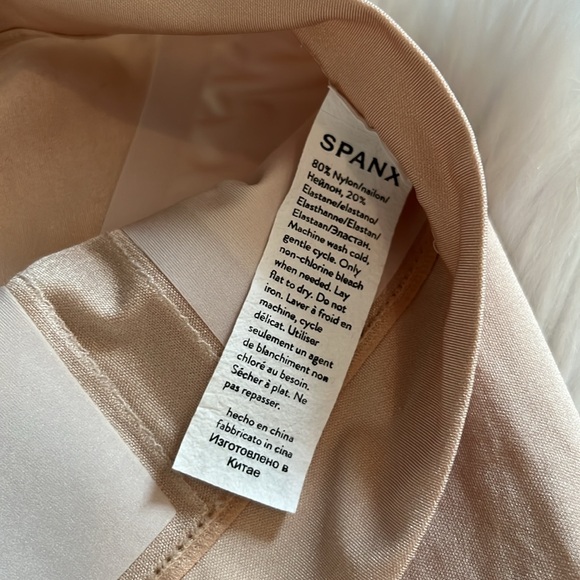 SPANX
80% Nylon/nailon/
Нейлон, 20%
Elastane/elastano/
Elasthanne/Elastan/
Elastaan/Эластан.
Machine wash cold,
gentle cycle. Only
non-chlorine bleach
when needed. Lay
flat to dry. Do not
iron. Laver à froid en
machine, cycle
délicat. Utiliser
seulement un agent
de blanchiment non
chloré au besoin.
Sécher à plat. Ne
pas repasser.
hecho en china
fabbricato in cina
Изготовлено в
Китае